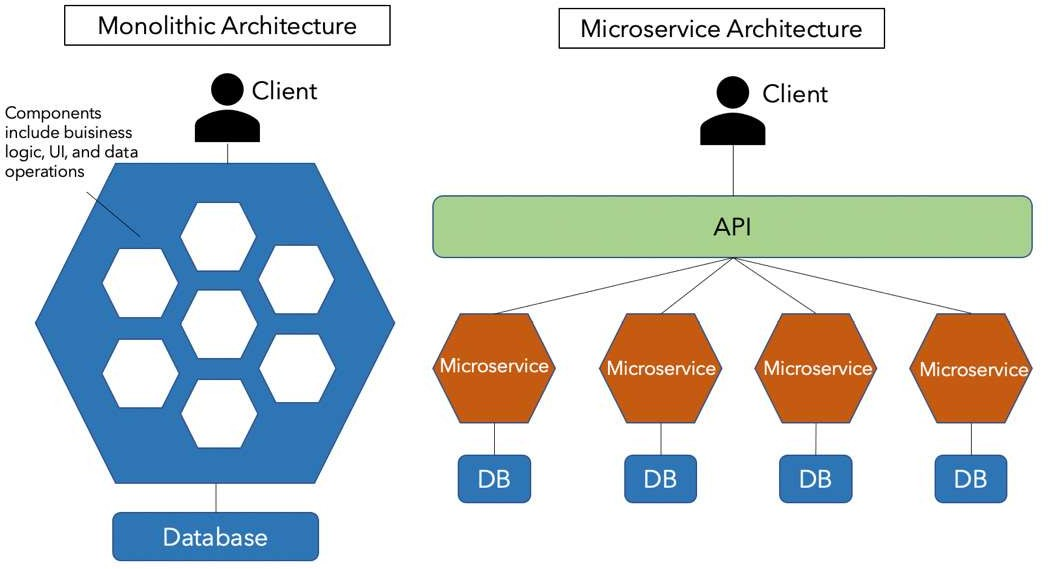 Monolithic Architecture
Client
Components
include buisiness
logic, UI, and data
operations
Database
Microservice Architecture
Client
API
Microservice
Microservice
Microservice
Microservice
DB
DB
DB
DB